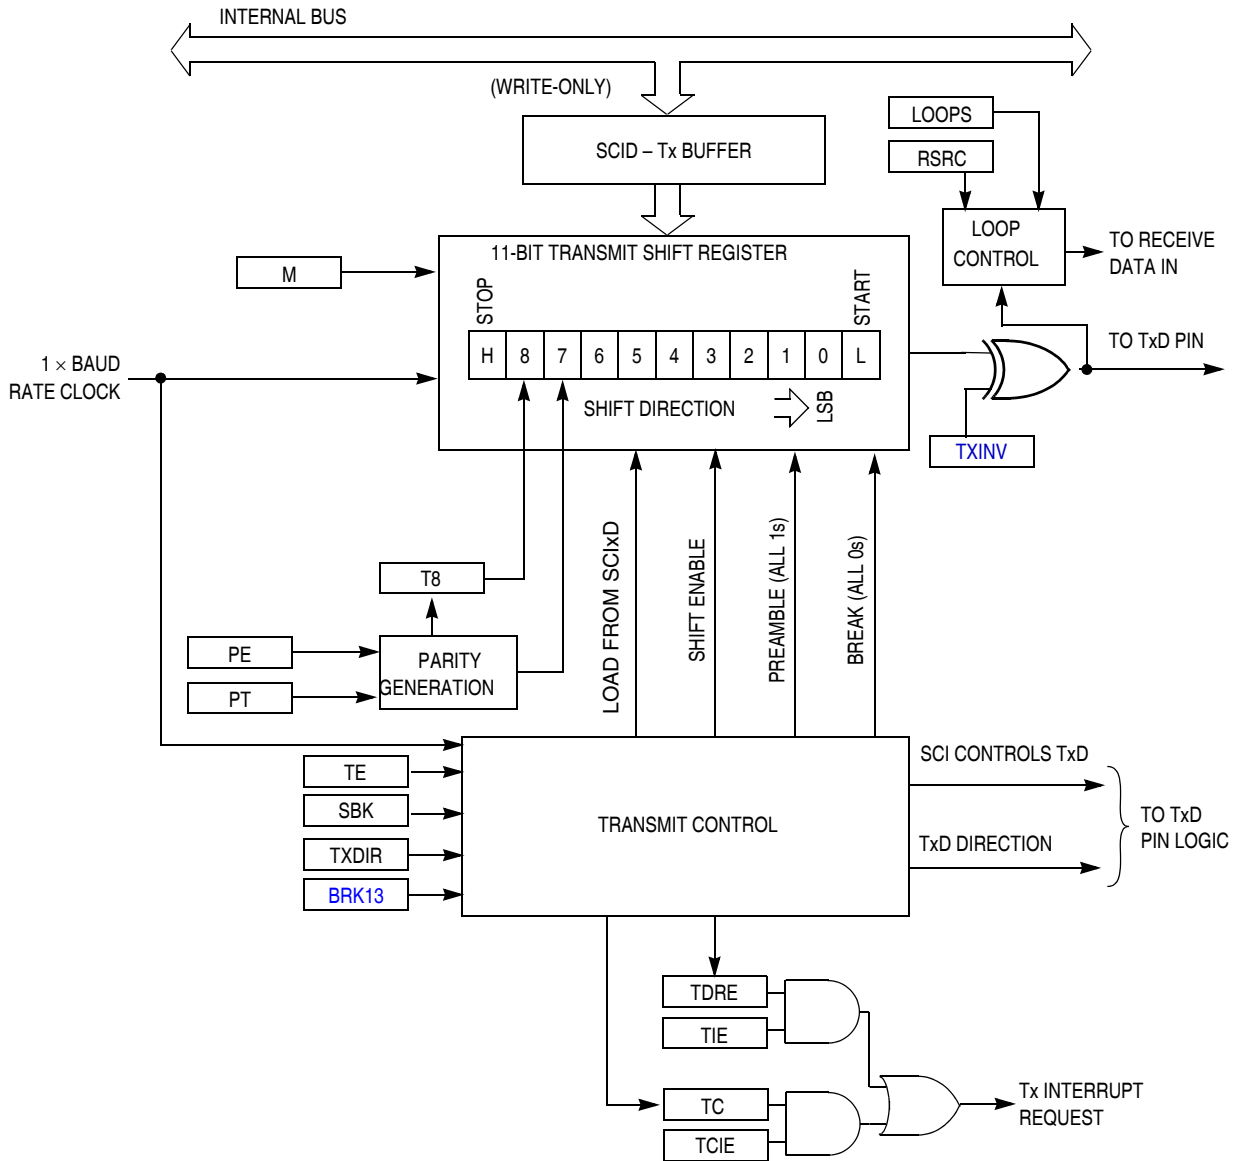 INTERNAL BUS
(WRITE-ONLY)
SCID – Tx BUFFER
LOOPS
RSRC
LOOP
CONTROL
TO RECEIVE
DATA IN
11-BIT TRANSMIT SHIFT REGISTER
M
STOP
START
H 8 7 6 5 4 3 2 1 0 L
1 × BAUD
RATE CLOCK
TO TxD PIN
SHIFT DIRECTION
LSB
TXINV
LOAD FROM SCIxD
SHIFT ENABLE
PREAMBLE (ALL 1s)
BREAK (ALL 0s)
T8
PE
PT
PARITY
GENERATION
TE
SBK
TXDIR
BRK13
TRANSMIT CONTROL
SCI CONTROLS TxD
TxD DIRECTION
TO TxD
PIN LOGIC
TDRE
TIE
TC
TCIE
Tx INTERRUPT
REQUEST